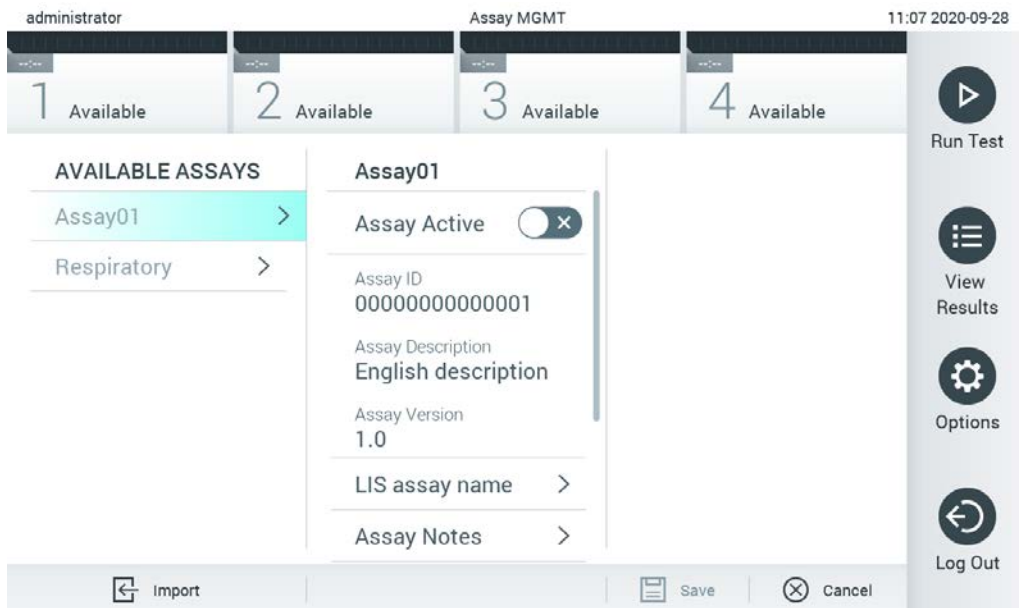 administrator
Assay MGMT
11:07 2020-09-28
--:--
--:--
--:--
--:--
1 Available
2 Available
3 Available
4 Available
Run Test
View
Results
Options
Log Out
AVAILABLE ASSAYS
Assay01
Respiratory
Assay01
Assay Active
Assay ID
00000000000001
Assay Description
English description
Assay Version
1.0
LIS assay name
Assay Notes
Import
Save
Cancel